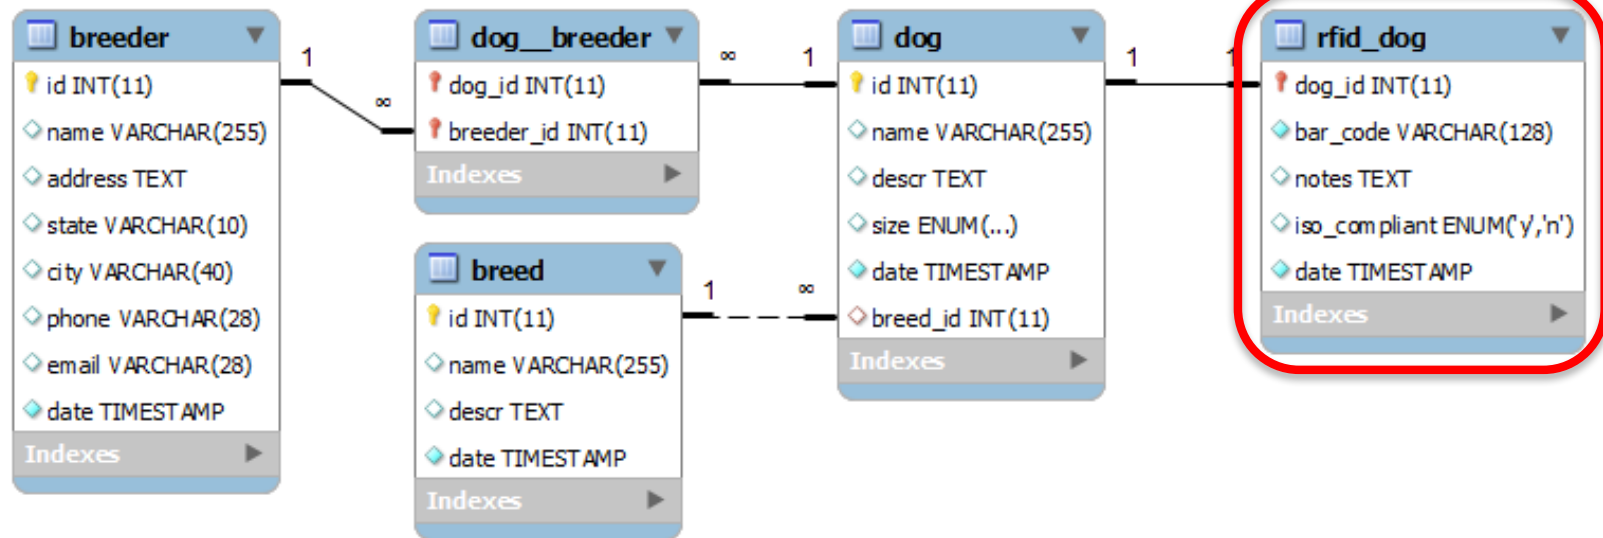 breeder
id INT(11)
name VARCHAR(255)
address TEXT
state VARCHAR(10)
city VARCHAR(40)
phone VARCHAR(28)
email VARCHAR(28)
date TIMESTAMP
Indexes
1
∞
dog__breeder
dog_id INT(11)
breeder_id INT(11)
Indexes
∞
1
breed
id INT(11)
name VARCHAR(255)
descr TEXT
date TIMESTAMP
Indexes
1
∞
dog
id INT(11)
name VARCHAR(255)
descr TEXT
size ENUM(...)
date TIMESTAMP
breed_id INT(11)
Indexes
1
1
rfid_dog
dog_id INT(11)
bar_code VARCHAR(128)
notes TEXT
iso_compliant ENUM('y','n')
date TIMESTAMP
Indexes